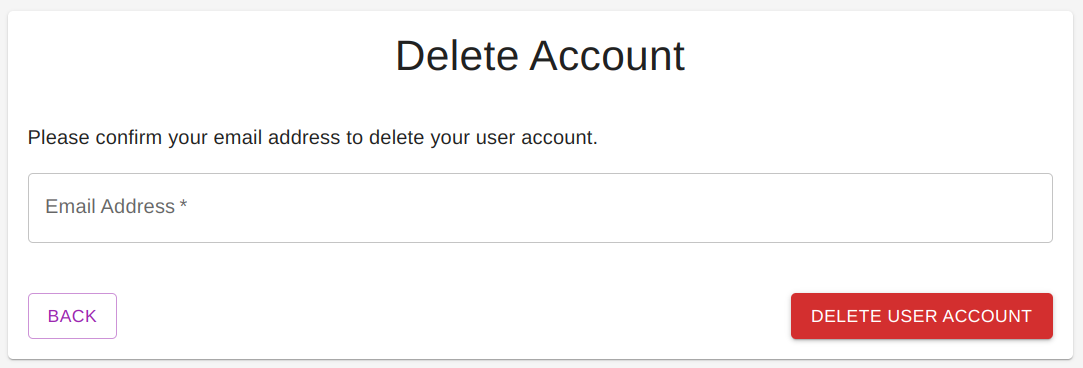 Delete Account
Please confirm your email address to delete your user account.
Email Address *
BACK
DELETE USER ACCOUNT